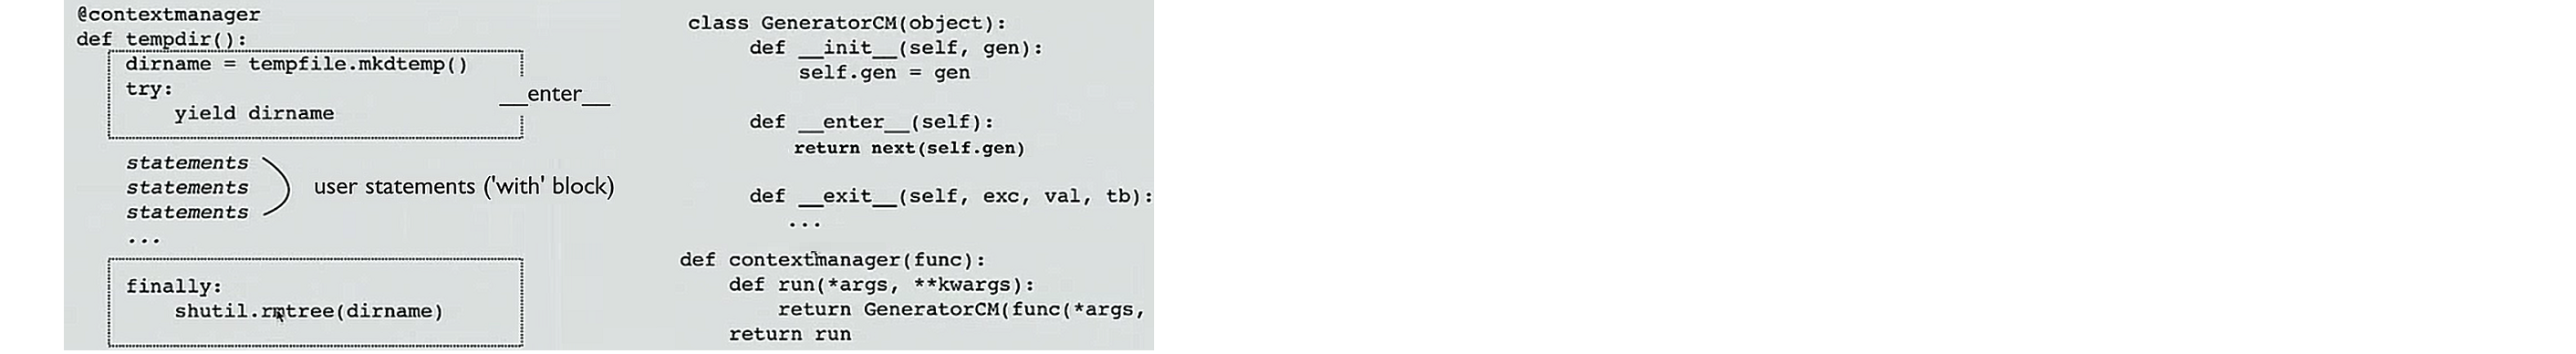 @contextmanager
def tempdir():
dirname = tempfile.mkdtemp()
try:
yield dirname
__enter__
statements
statements
statements
...
user statements ('with' block)
finally:
shutil.rmtree(dirname)
class GeneratorCM(object):
def __init__(self, gen):
self.gen = gen
def __enter__(self):
return next(self.gen)
def __exit__(self, exc, val, tb):
...
def contextmanager(func):
def run(*args, **kwargs):
return GeneratorCM(func(*args,
return run